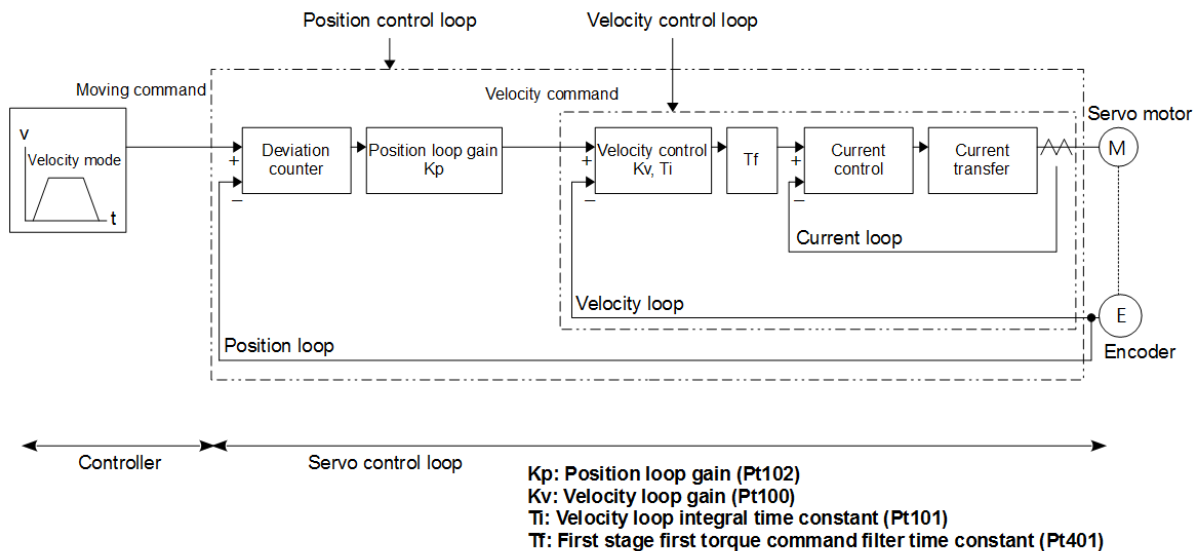 Position control loop
Velocity control loop
Moving command
Velocity command
Servo motor
v
Velocity mode
t
+
−
Deviation
counter
Position loop gain
Kp
+
−
Velocity control
Kv, Ti
Tf
+
−
Current
control
Current
transfer
M
Current loop
Velocity loop
E
Position loop
Encoder
Controller
Servo control loop
Kp: Position loop gain (Pt102)
Kv: Velocity loop gain (Pt100)
Ti: Velocity loop integral time constant (Pt101)
Tf: First stage first torque command filter time constant (Pt401)